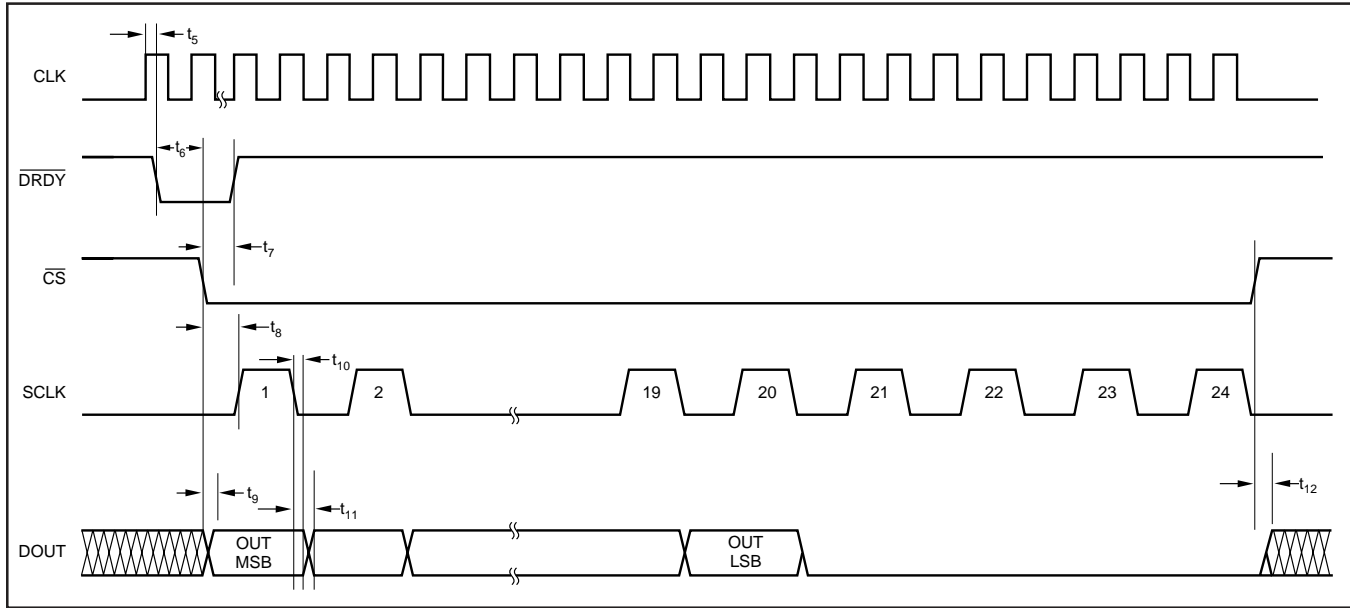 t5
CLK
t6
DRDY
t7
CS
t8
t10
SCLK
1
2
19
20
21
22
23
24
t9
t11
t12
DOUT
OUT
MSB
OUT
LSB